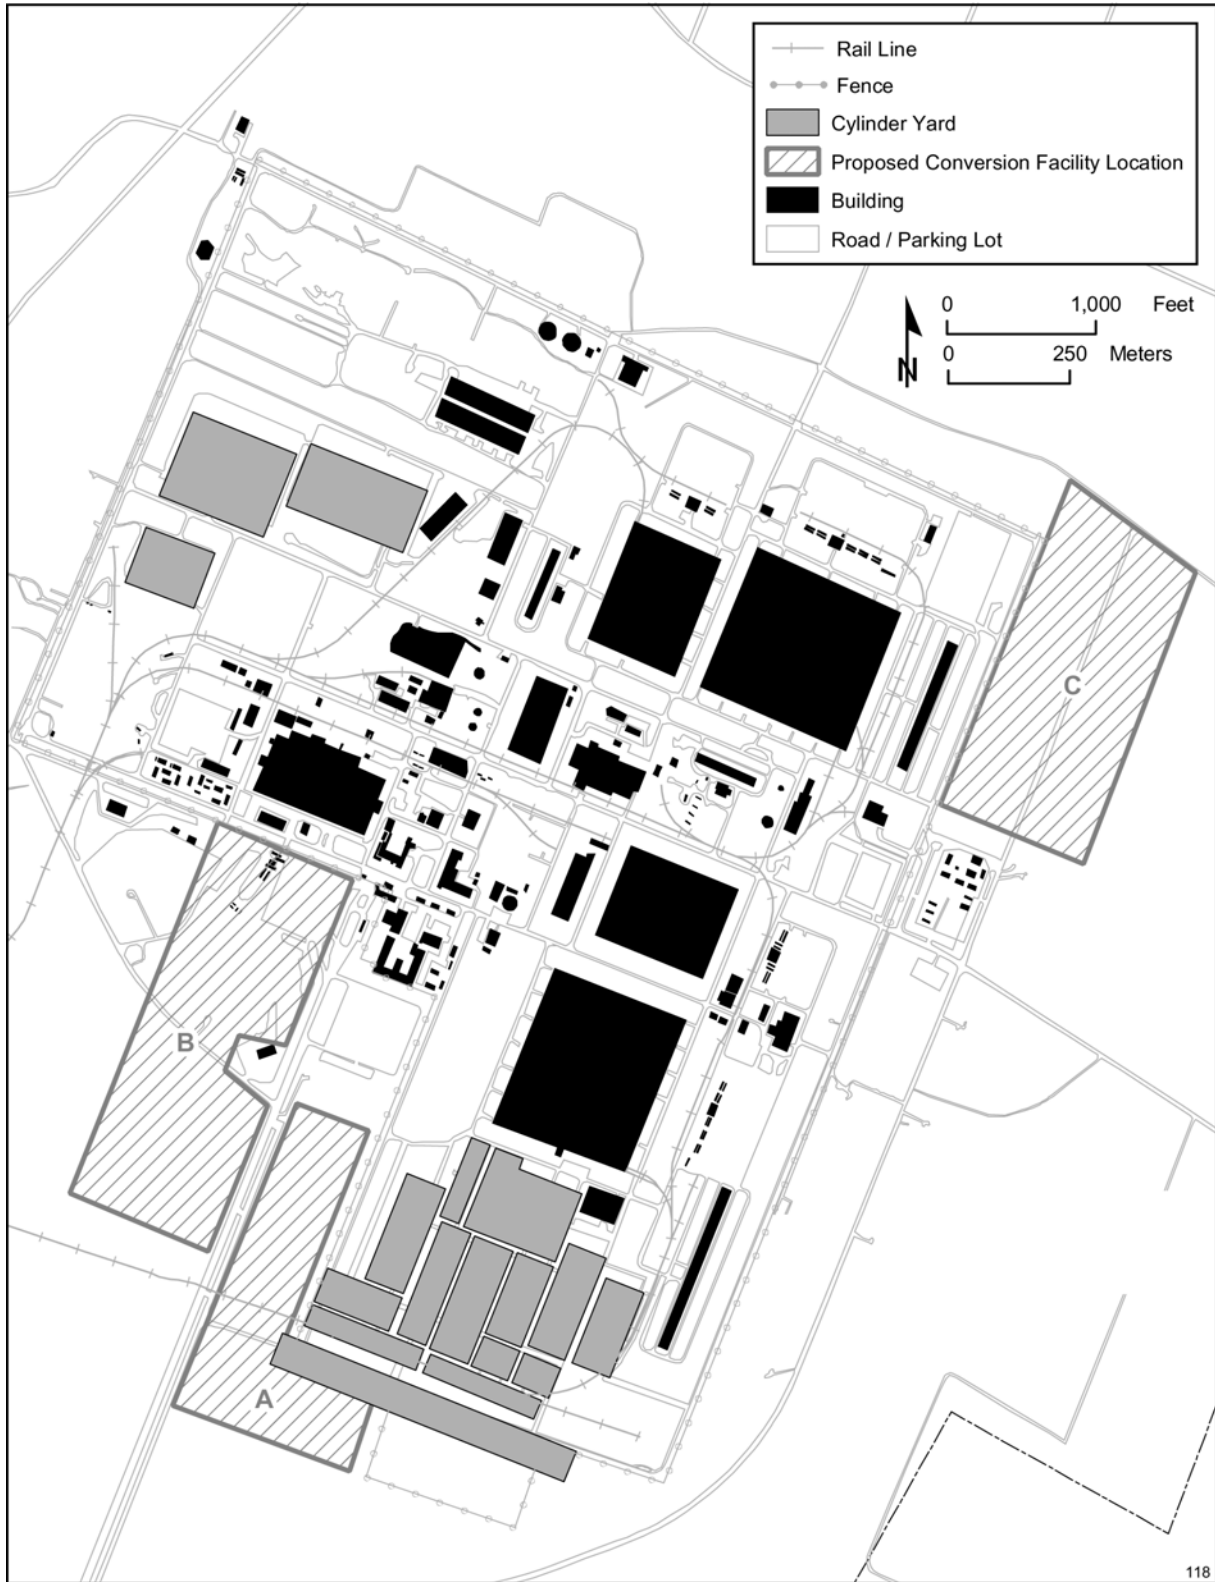 Rail Line
Fence
Cylinder Yard
Proposed Conversion Facility Location
Building
Road / Parking Lot
0 1,000 Feet
0 250 Meters
N
C
B
A
118